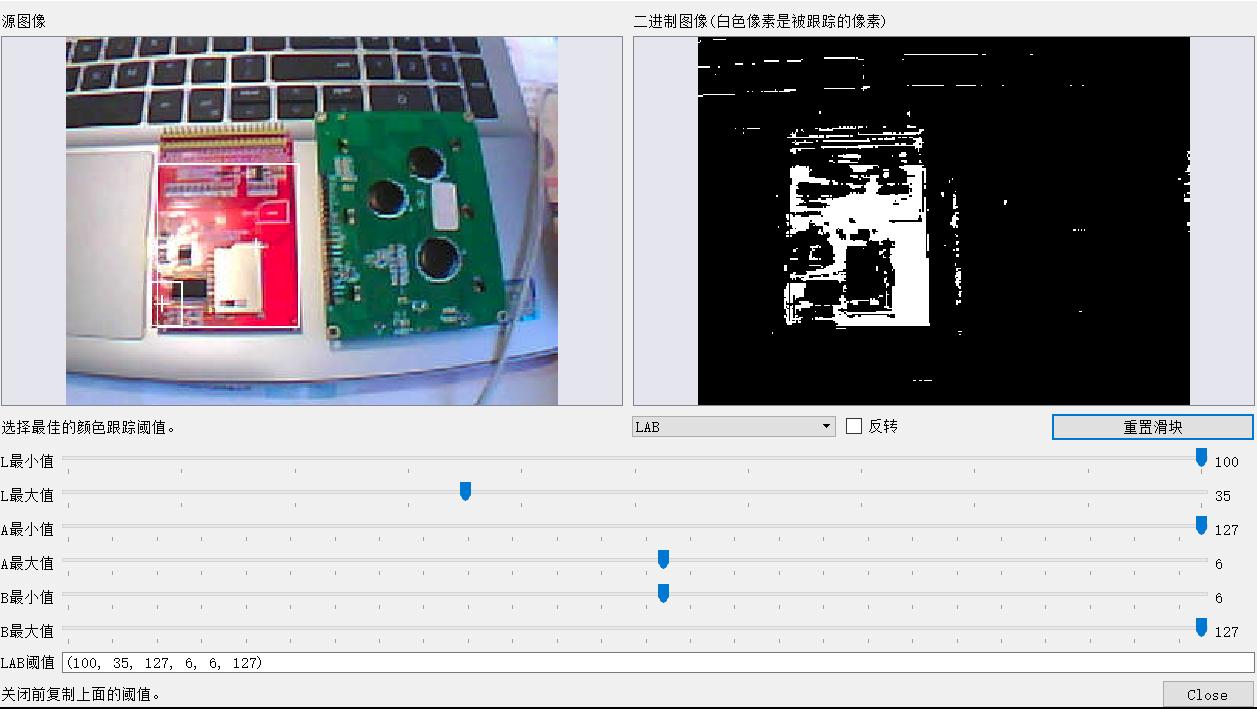 源图像
二进制图像(白色像素是被跟踪的像素)
选择最佳的颜色跟踪阈值。
LAB
反转
重置滑块
L最小值 100
L最大值 35
A最小值 127
A最大值 6
B最小值 6
B最大值 127
LAB阈值 (100, 35, 127, 6, 6, 127)
关闭前复制上面的阈值。
Close